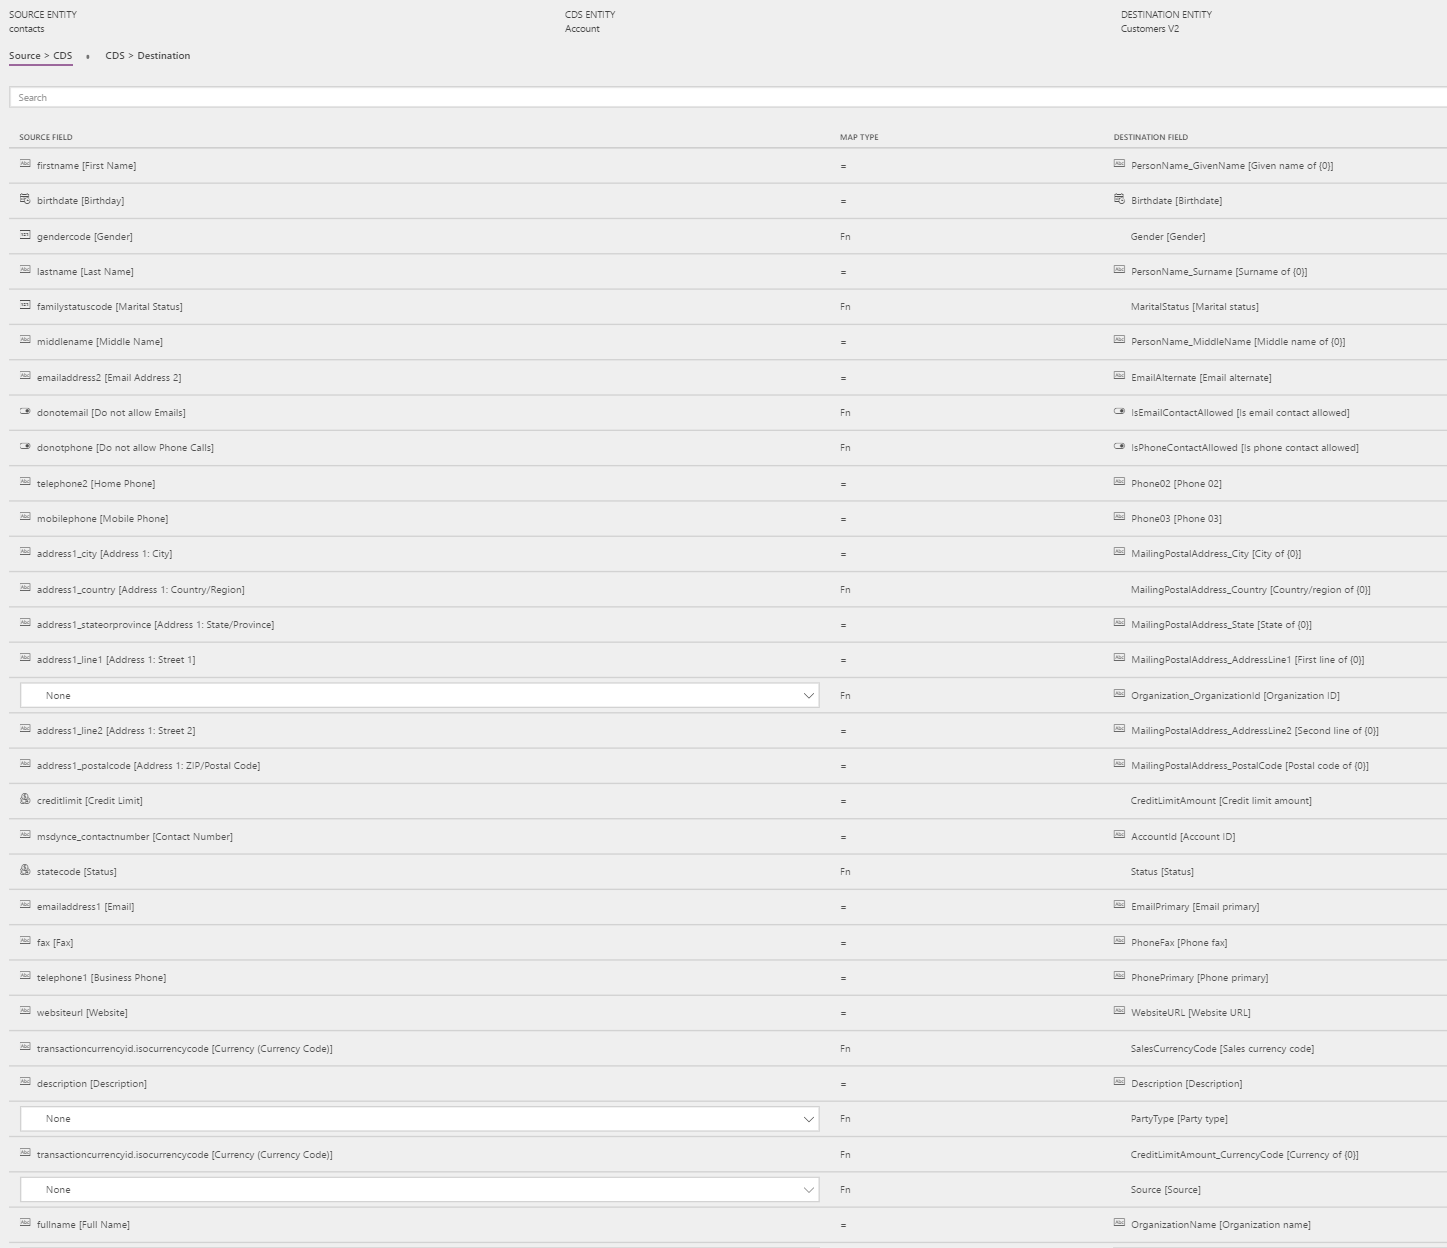 SOURCE ENTITY CDS ENTITY DESTINATION ENTITY
contacts Account Customers V2
Source > CDS CDS > Destination
Search
SOURCE FIELD MAP TYPE DESTINATION FIELD
firstname [First Name] = PersonName_GivenName [Given name of {0}]
birthdate [Birthday] = Birthdate [Birthdate]
gendercode [Gender] Fn Gender [Gender]
lastname [Last Name] = PersonName_Surname [Surname of {0}]
familystatuscode [Marital Status] Fn MaritalStatus [Marital status]
middlename [Middle Name] = PersonName_MiddleName [Middle name of {0}]
emailaddress2 [Email Address 2] = EmailAlternate [Email alternate]
donotemail [Do not allow Emails] Fn IsEmailContactAllowed [Is email contact allowed]
donotphone [Do not allow Phone Calls] Fn IsPhoneContactAllowed [Is phone contact allowed]
telephone2 [Home Phone] = Phone02 [Phone 02]
mobilephone [Mobile Phone] = Phone03 [Phone 03]
address1_city [Address 1: City] = MailingPostalAddress_City [City of {0}]
address1_country [Address 1: Country/Region] Fn MailingPostalAddress_Country [Country/region of {0}]
address1_stateorprovince [Address 1: State/Province] = MailingPostalAddress_State [State of {0}]
address1_line1 [Address 1: Street 1] = MailingPostalAddress_AddressLine1 [First line of {0}]
None Fn Organization_OrganizationId [Organization ID]
address1_line2 [Address 1: Street 2] = MailingPostalAddress_AddressLine2 [Second line of {0}]
address1_postalcode [Address 1: ZIP/Postal Code] = MailingPostalAddress_PostalCode [Postal code of {0}]
creditlimit [Credit Limit] = CreditLimitAmount [Credit limit amount]
msdynce_contactnumber [Contact Number] = AccountId [Account ID]
statecode [Status] Fn Status [Status]
emailaddress1 [Email] = EmailPrimary [Email primary]
fax [Fax] = PhoneFax [Phone fax]
telephone1 [Business Phone] = PhonePrimary [Phone primary]
websiteurl [Website] = WebsiteURL [Website URL]
transactioncurrencyid.isocurrencycode [Currency (Currency Code)] Fn SalesCurrencyCode [Sales currency code]
description [Description] = Description [Description]
None Fn PartyType [Party type]
transactioncurrencyid.isocurrencycode [Currency (Currency Code)] Fn CreditLimitAmount_CurrencyCode [Currency of {0}]
None Fn Source [Source]
fullname [Full Name] = OrganizationName [Organization name]